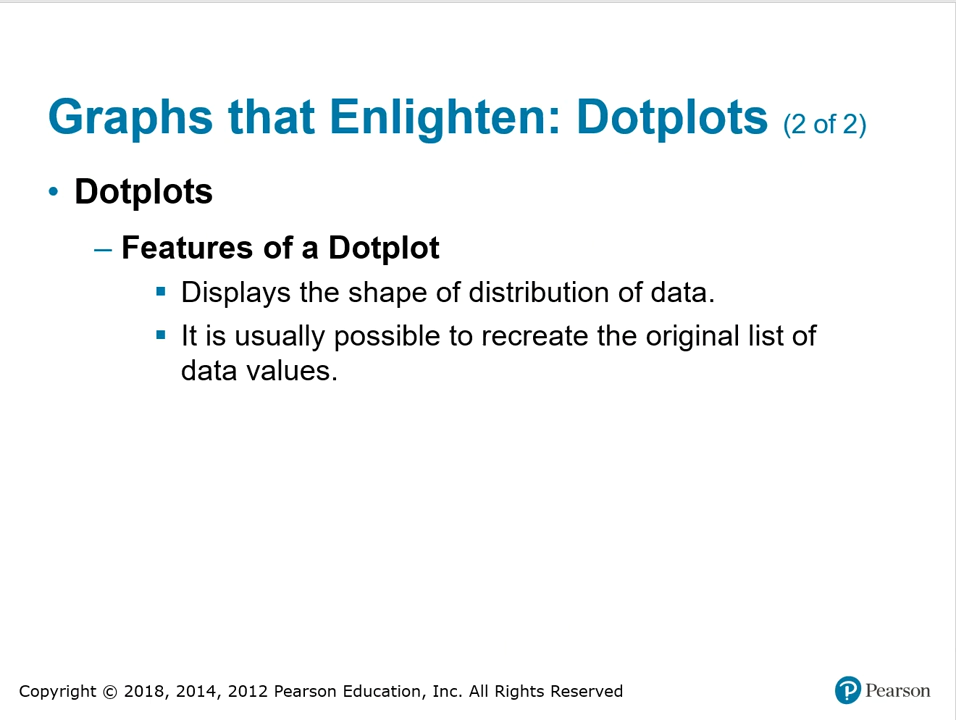 Graphs that Enlighten: Dotplots (2 of 2)
• Dotplots
– Features of a Dotplot
▪ Displays the shape of distribution of data.
▪ It is usually possible to recreate the original list of
data values.
Copyright © 2018, 2014, 2012 Pearson Education, Inc. All Rights Reserved
P Pearson